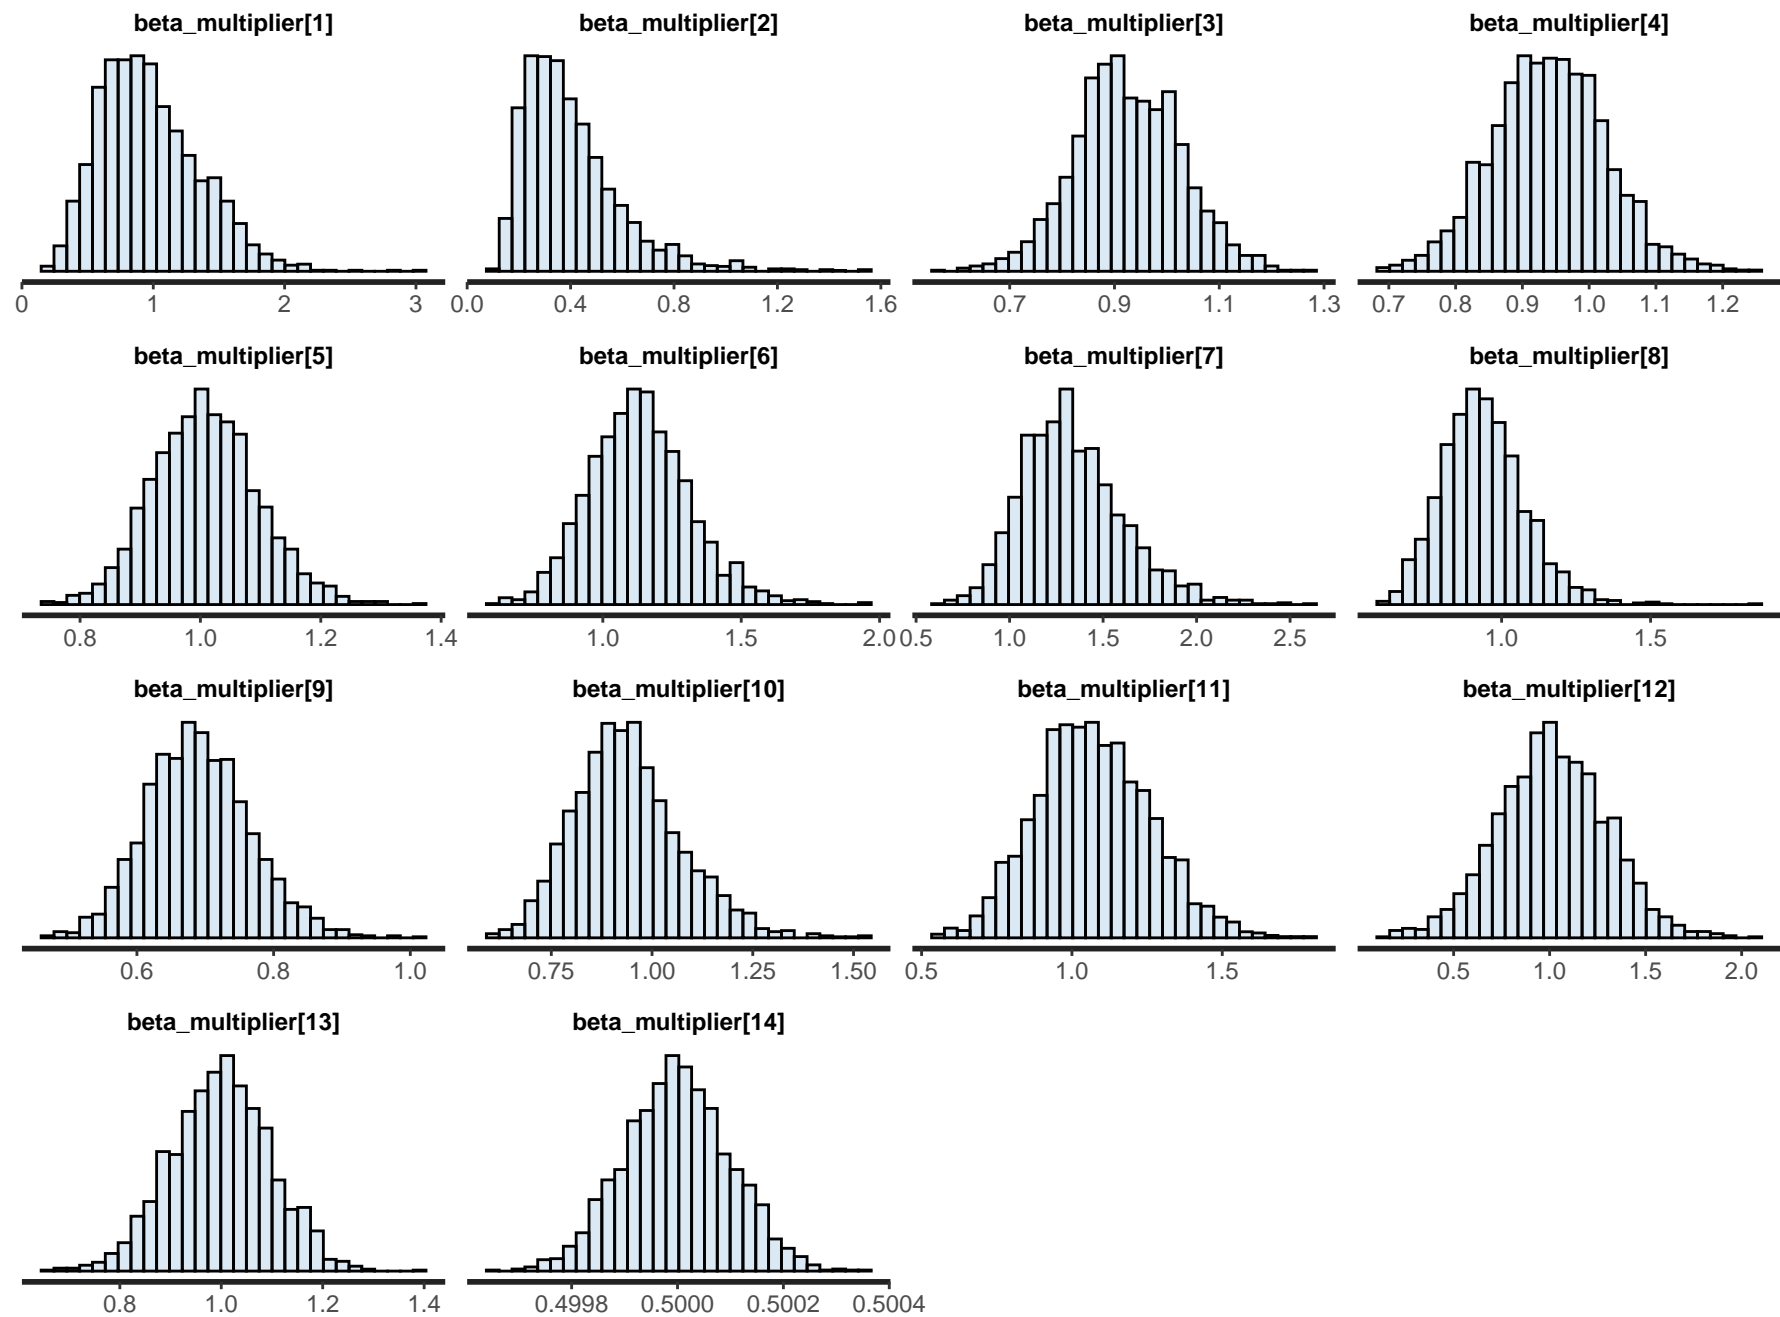 beta_multiplier[1] beta_multiplier[2] beta_multiplier[3] beta_multiplier[4]
0 1 2 3 0.0 0.4 0.8 1.2 1.6 0.7 0.9 1.1 1.3 0.7 0.8 0.9 1.0 1.1 1.2
beta_multiplier[5] beta_multiplier[6] beta_multiplier[7] beta_multiplier[8]
0.8 1.0 1.2 1.4 1.0 1.5 2.0 0.5 1.0 1.5 2.0 2.5 1.0 1.5
beta_multiplier[9] beta_multiplier[10] beta_multiplier[11] beta_multiplier[12]
0.6 0.8 1.0 0.75 1.00 1.25 1.50 0.5 1.0 1.5 0.5 1.0 1.5 2.0
beta_multiplier[13] beta_multiplier[14]
0.8 1.0 1.2 1.4 0.4998 0.5000 0.5002 0.5004